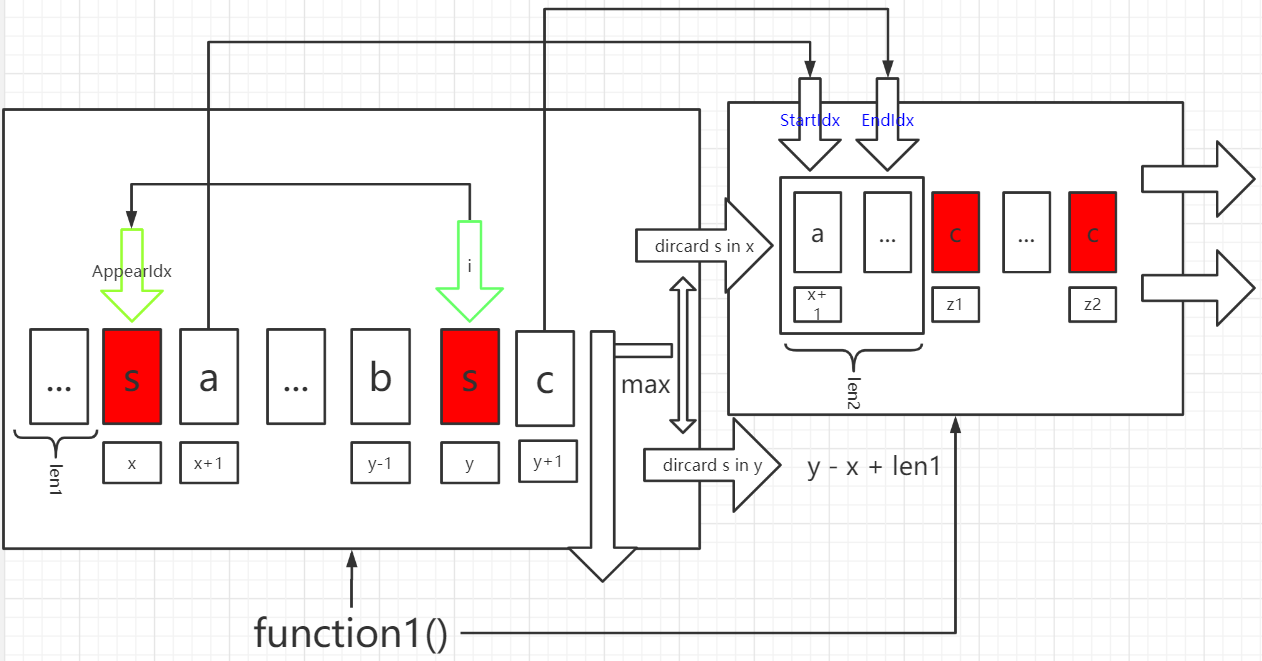 StartIdx EndIdx
AppearIdx
i
dircard s in x
a
...
c
...
c
x+
1
z1
z2
...
s
a
...
b
s
c
max
len2
len1
x
x+1
y-1
y
y+1
dircard s in y
y - x + len1
function1()